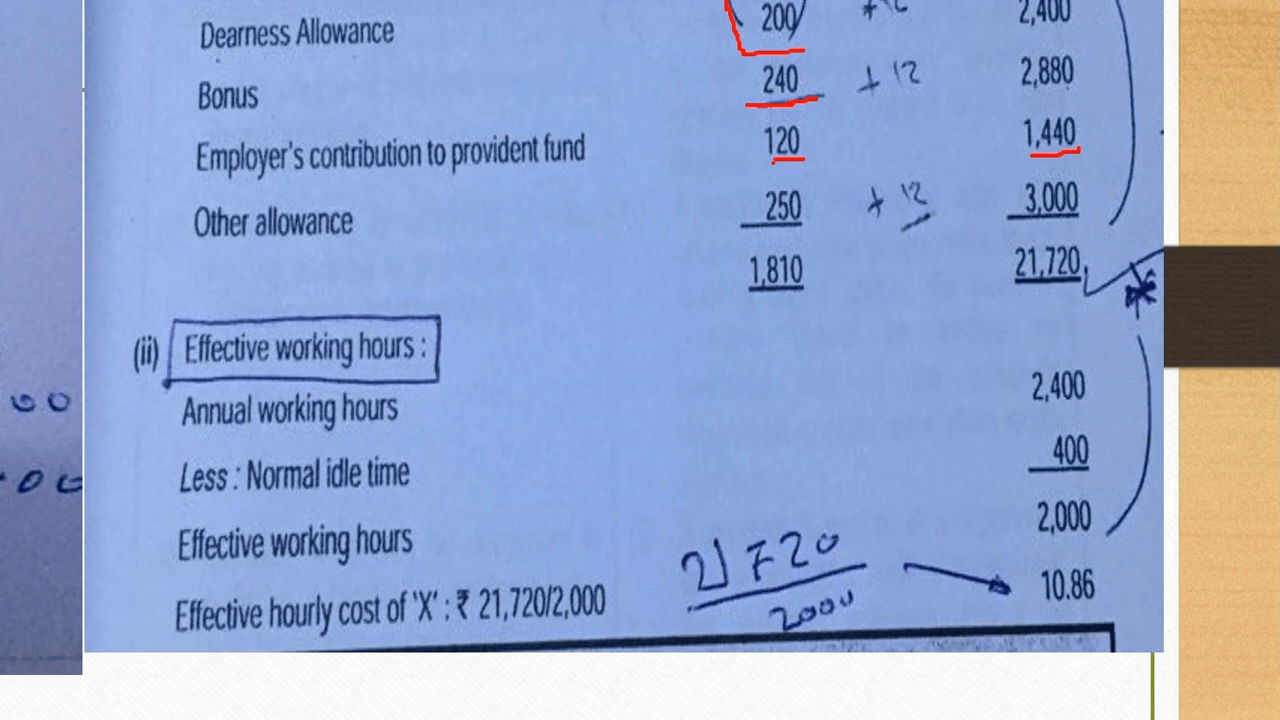 Dearness Allowance 200 + 12 2,400
Bonus 240 + 12 2,880
Employer's contribution to provident fund 120 1,440
Other allowance 250 + 12 3,000
1,810 21,720
(ii) Effective working hours :
Annual working hours 2,400
Less : Normal idle time 400
Effective working hours 2,000
21720
Effective hourly cost of 'X' : ₹ 21,720/2,000 2000 10.86